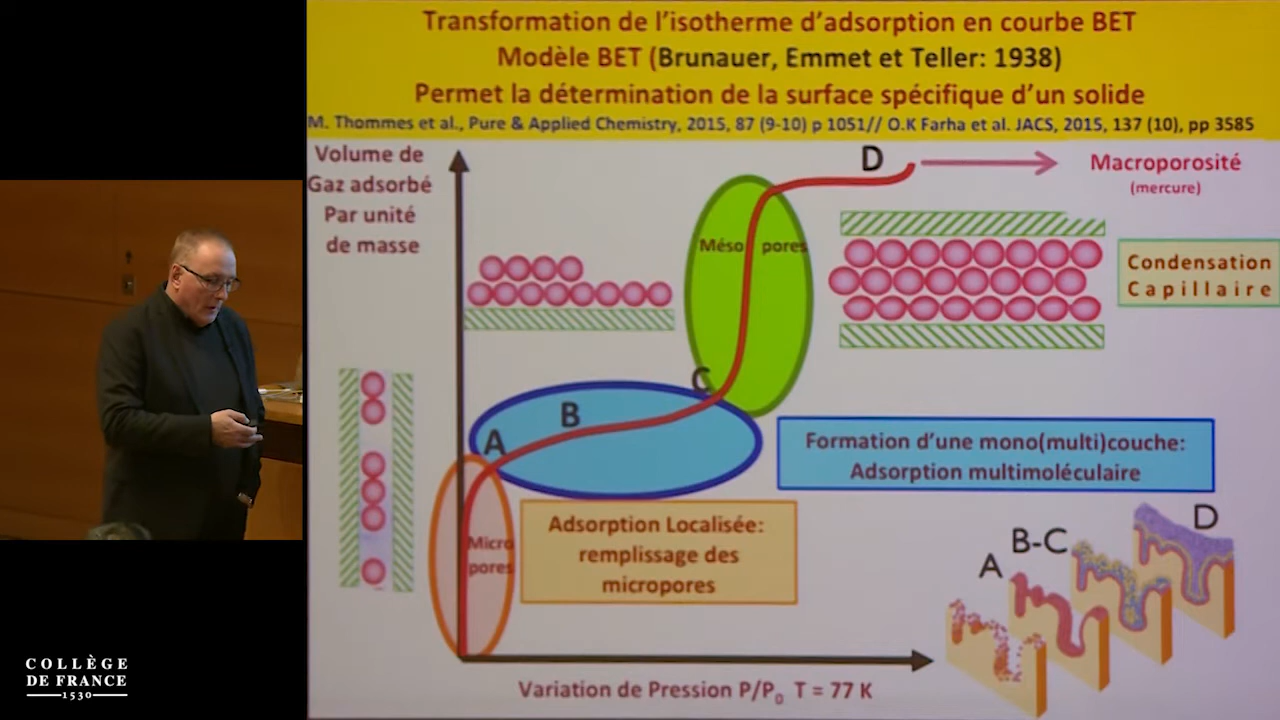 Transformation de l'isotherme d'adsorption en courbe BET
Modèle BET (Brunauer, Emmet et Teller: 1938)
Permet la détermination de la surface spécifique d'un solide
M. Thommes et al., Pure & Applied Chemistry, 2015, 87 (9-10) p 1051// O.K Farha et al. JACS, 2015, 137 (10), pp 3585
Volume de
Gaz adsorbé
Par unité
de masse
D
Macroporosité
(mercure)
Méso pores
Condensation
Capillaire
C
B
A
Formation d'une mono(multi)couche:
Adsorption multimoléculaire
Micro
pores
Adsorption Localisée:
remplissage des
micropores
A
B-C
D
Variation de Pression P/P0 T = 77 K
COLLÈGE
DE FRANCE
1530